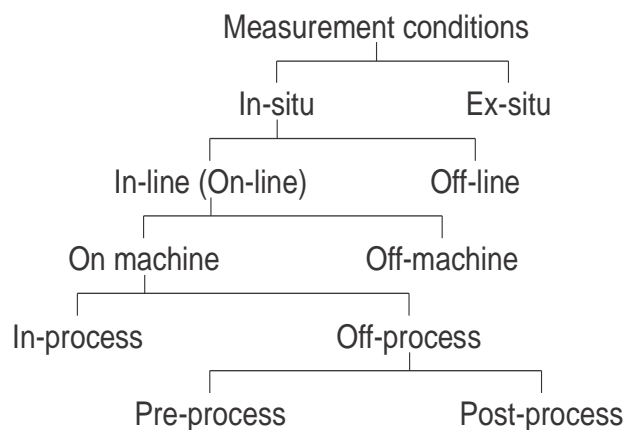 Measurement conditions
In-situ Ex-situ
In-line (On-line) Off-line
On machine Off-machine
In-process Off-process
Pre-process Post-process